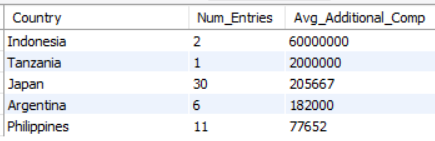 Country Num_Entries Avg_Additional_Comp
Indonesia 2 60000000
Tanzania 1 2000000
Japan 30 205667
Argentina 6 182000
Philippines 11 77652